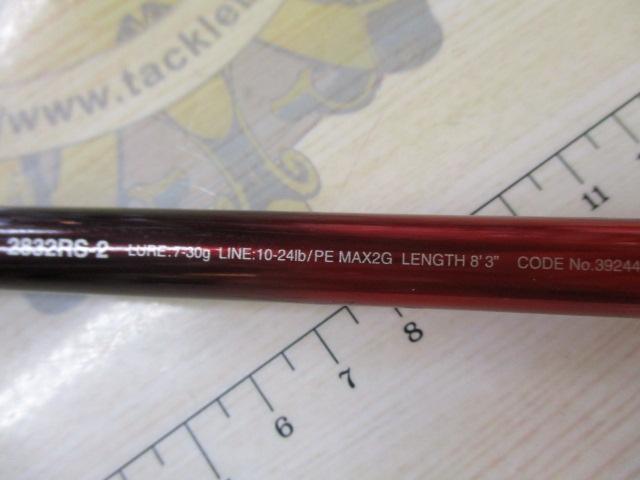 www.tackle
2832RS-2 LURE:7-30g LINE:10-24lb/PE MAX2G LENGTH 8'3" CODE No.39244
11
8
7
6